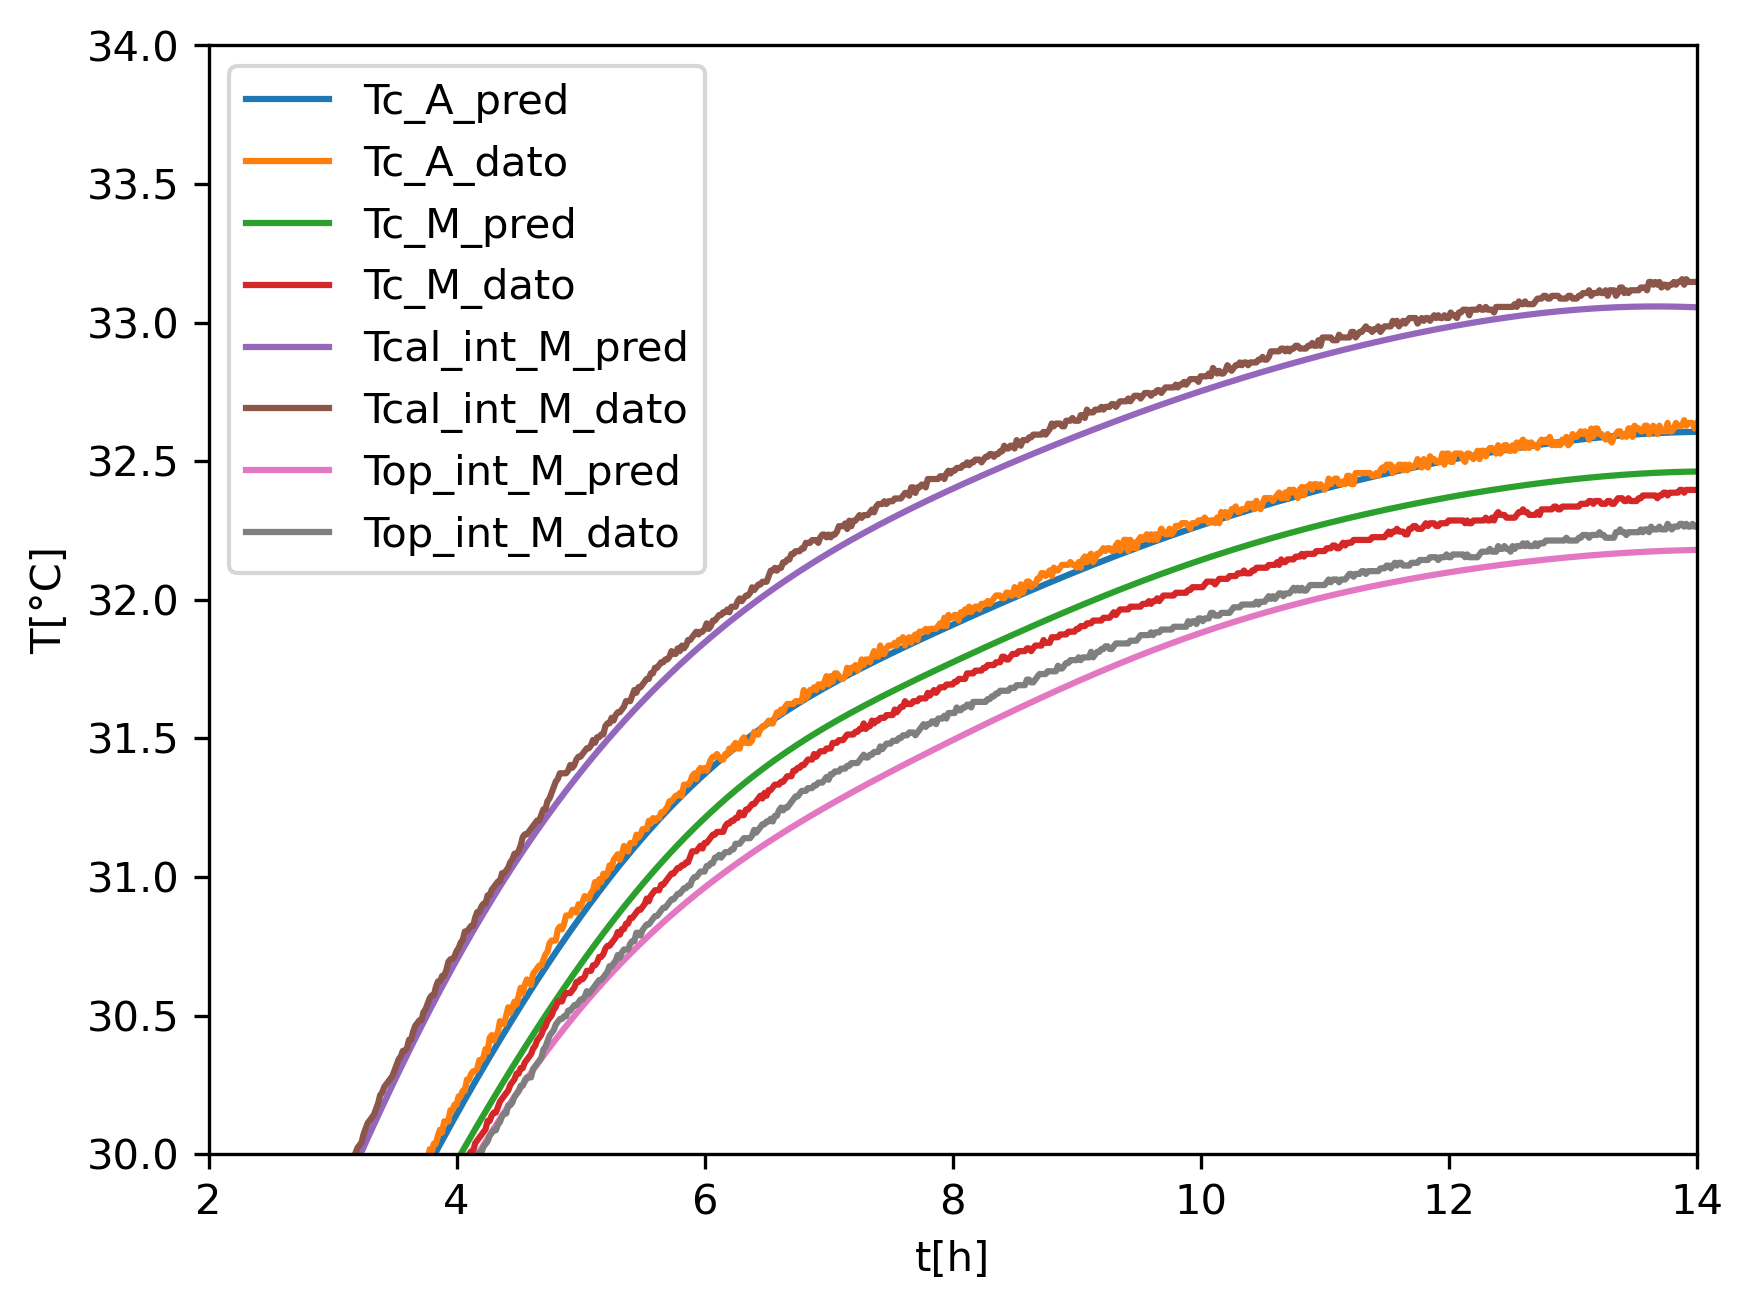 34.0
33.5
33.0
32.5
32.0
31.5
31.0
30.5
30.0
T[°C]
Tc_A_pred
Tc_A_dato
Tc_M_pred
Tc_M_dato
Tcal_int_M_pred
Tcal_int_M_dato
Top_int_M_pred
Top_int_M_dato
2 4 6 8 10 12 14
t[h]